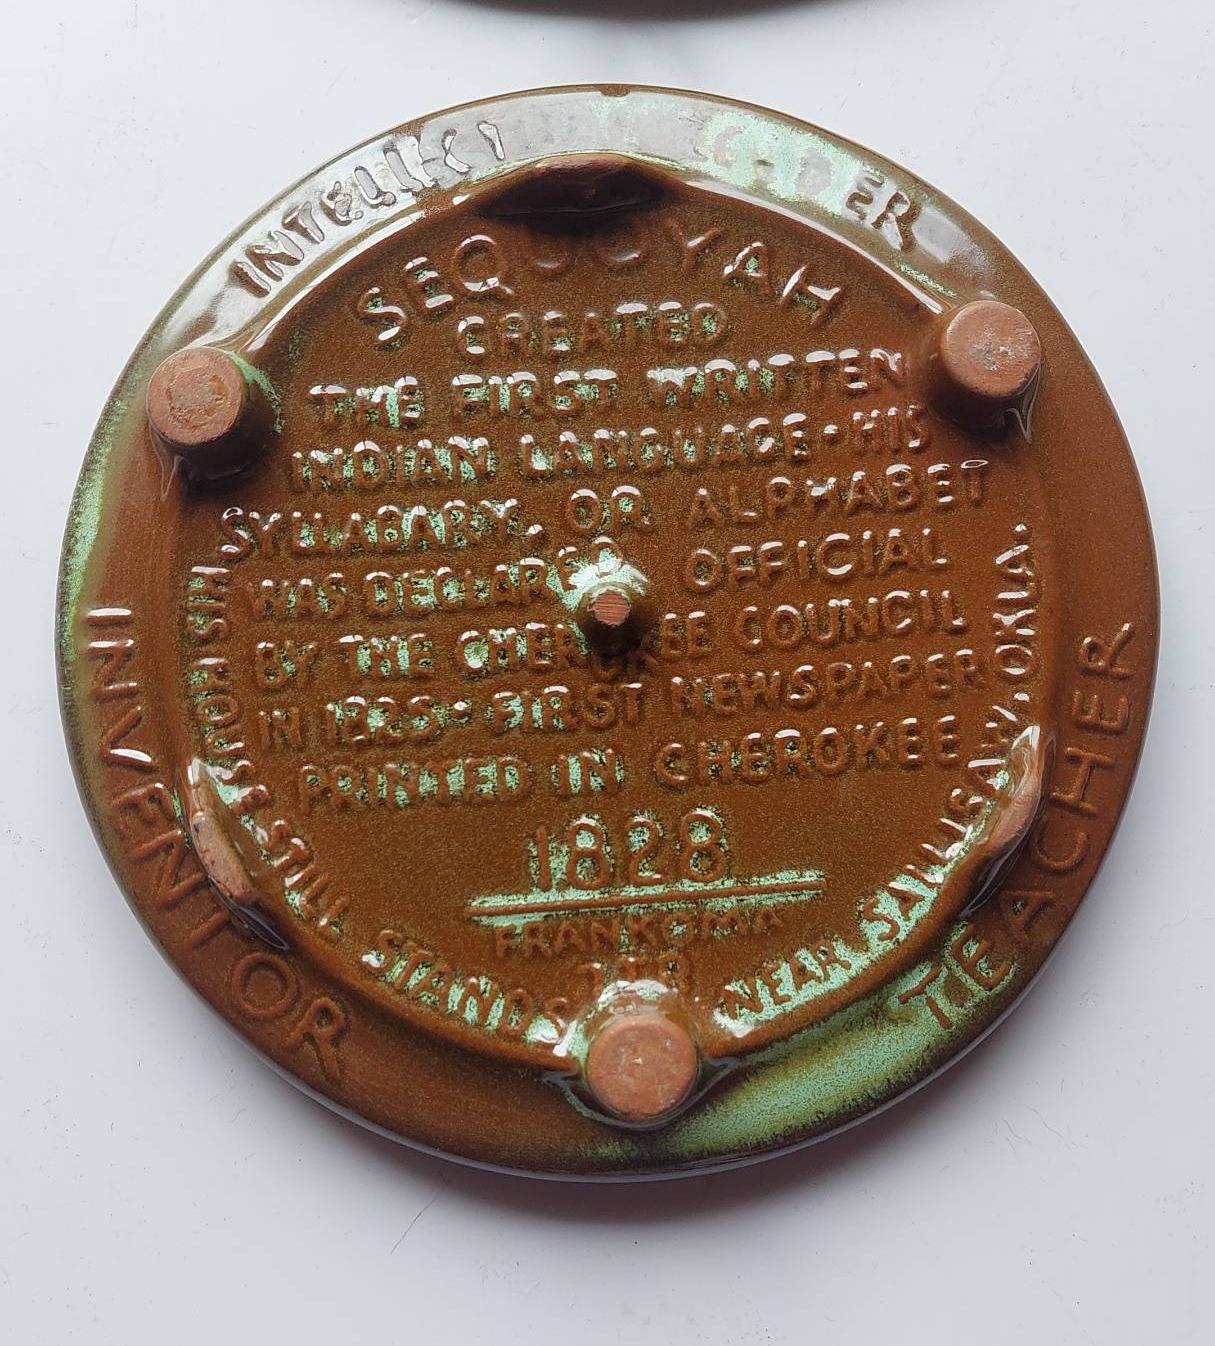 LEADER
SEQUOYAH
CREATED
THE FIRST WRITTEN
INDIAN LANGUAGE • HIS
SYLLABARY, OR ALPHABET
WAS DECLARED OFFICIAL
BY THE CHEROKEE COUNCIL
IN 1825 • FIRST NEWSPAPER
PRINTED IN CHEROKEE
1828
FRANKOMA
HIS HOUSE STILL STANDS NEAR SALLISAW, OKLA.
INVENTOR
TEACHER